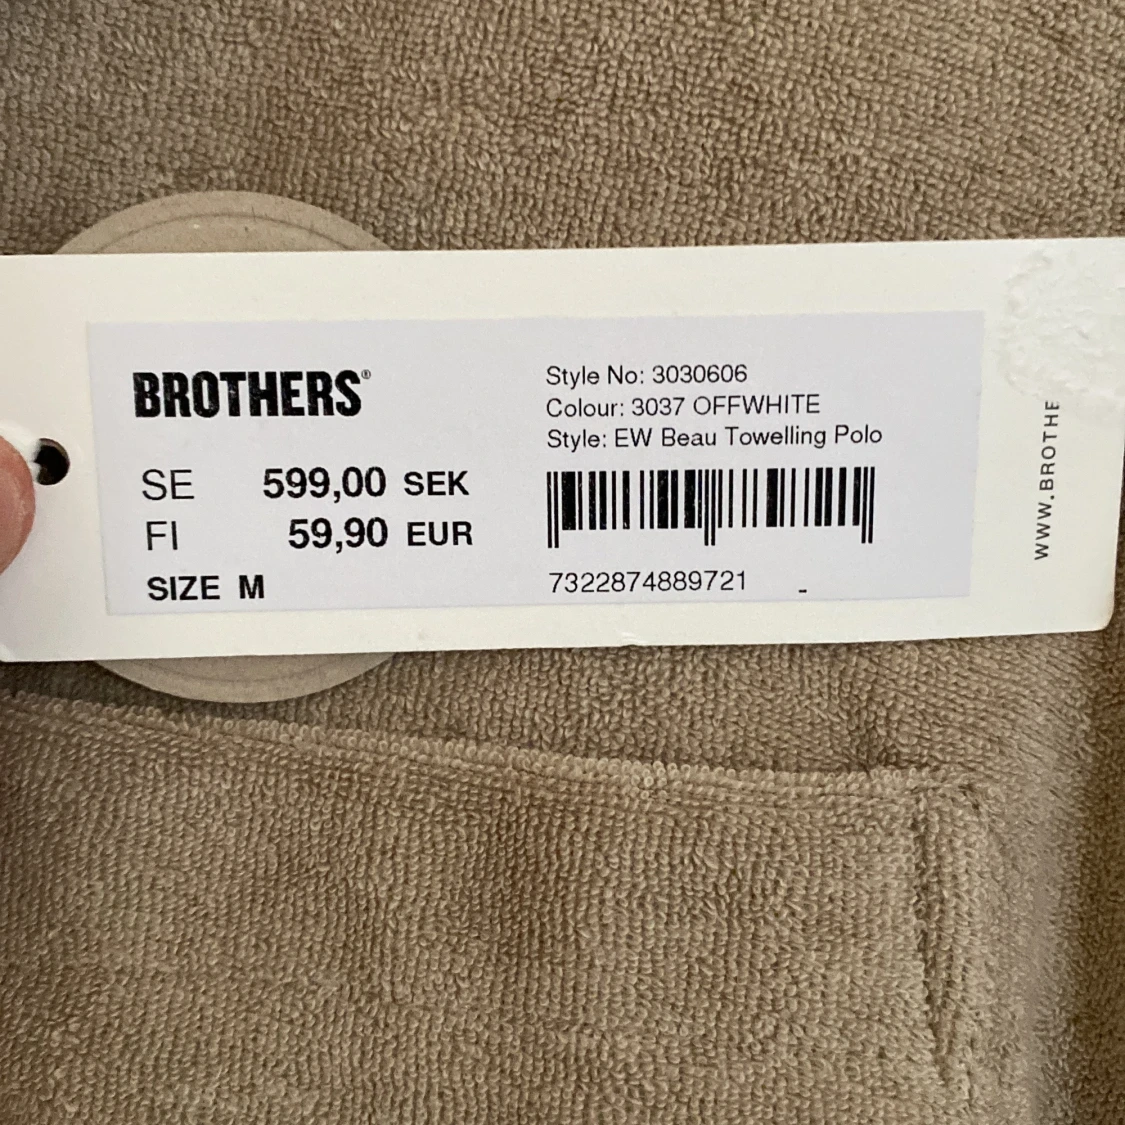 BROTHERS®
SE 599,00 SEK
FI 59,90 EUR
SIZE M
Style No: 3030606
Colour: 3037 OFFWHITE
Style: EW Beau Towelling Polo
7322874889721 -
WWW.BROTHE